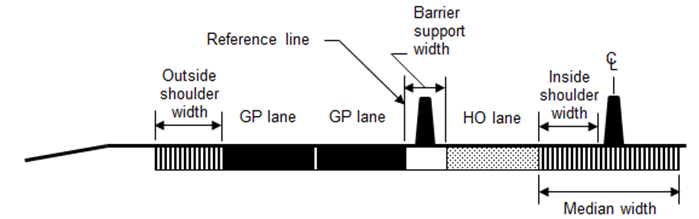 Barrier
support
width
Reference line
℄
Outside
shoulder
width
Inside
shoulder
width
GP lane
GP lane
HO lane
Median width